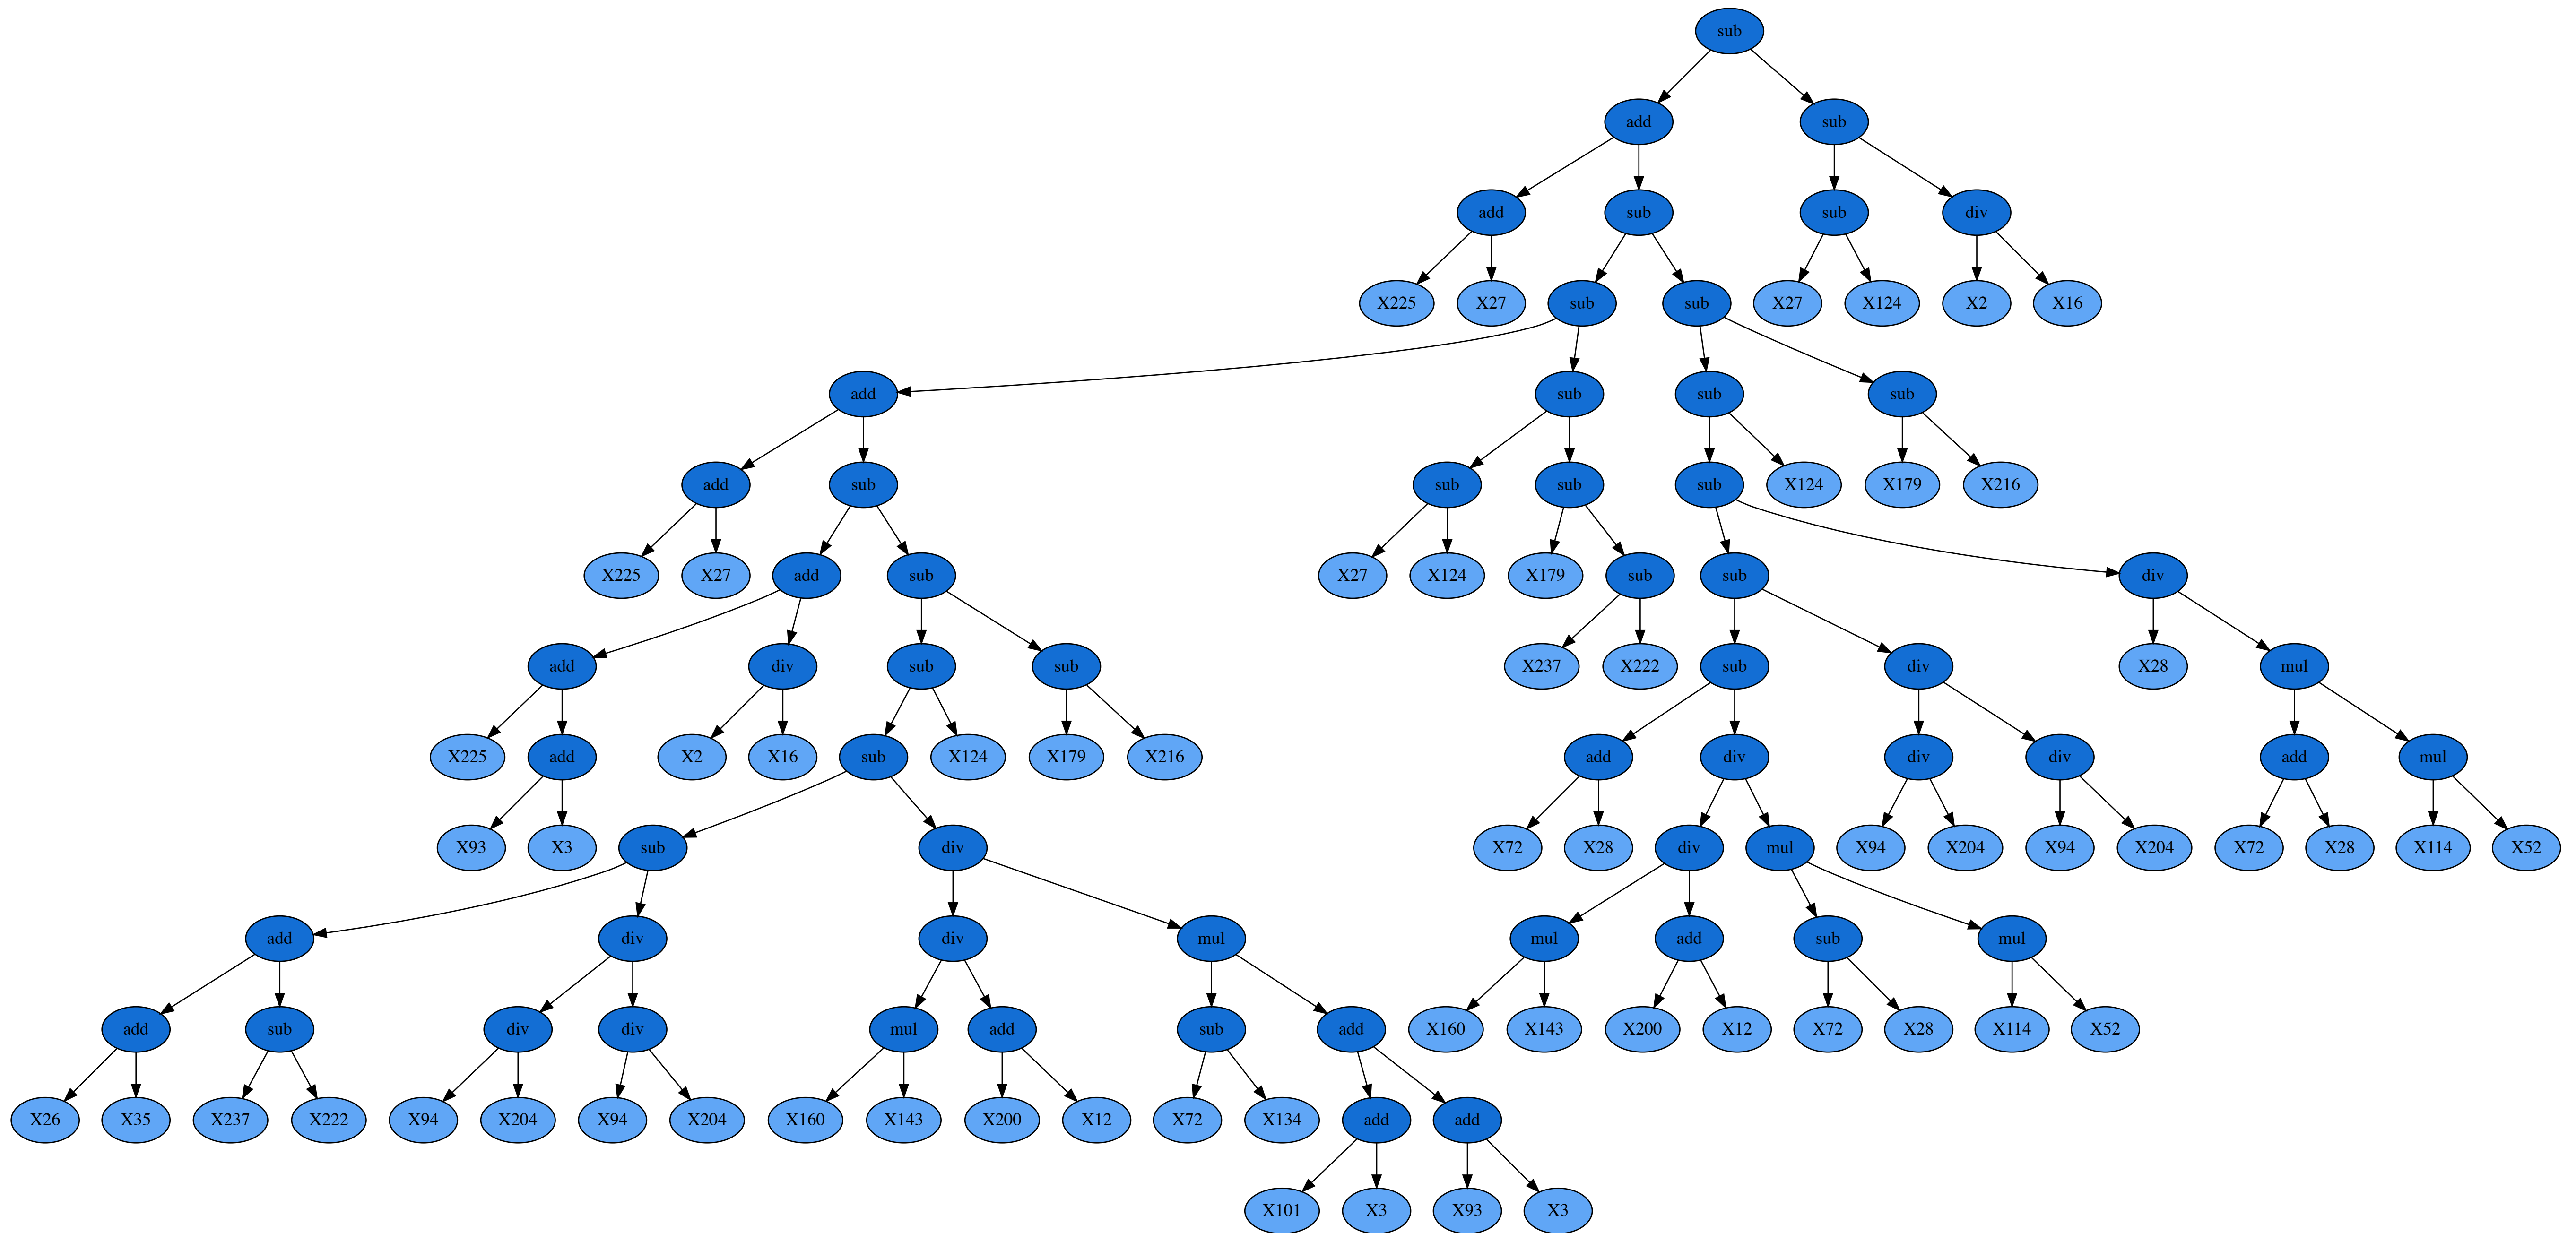 sub
add sub
add sub sub div
X225 X27 sub sub X27 X124 X2 X16
add sub sub sub
add sub sub sub sub X124 X179 X216
X225 X27 add sub X27 X124 X179 sub sub div
add div sub sub X237 X222 sub div X28 mul
X225 add X2 X16 sub X124 X179 X216 add div div div add mul
X93 X3 sub div X72 X28 div mul X94 X204 X94 X204 X72 X28 X114 X52
add div div mul mul add sub mul
add sub div div mul add sub add X160 X143 X200 X12 X72 X28 X114 X52
X26 X35 X237 X222 X94 X204 X94 X204 X160 X143 X200 X12 X72 X134 add add
X101 X3 X93 X3